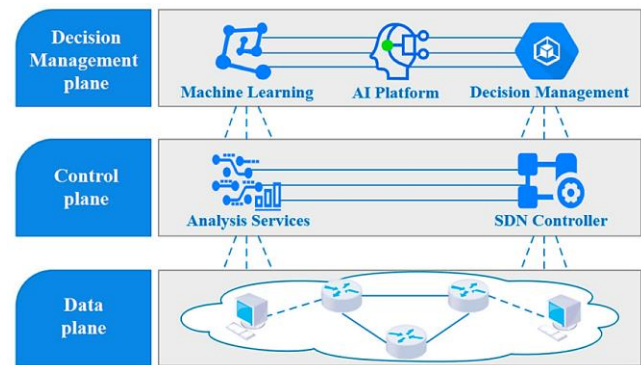 Decision
Management
plane
Machine Learning
AI Platform
Decision Management
Control
plane
Analysis Services
SDN Controller
Data
plane